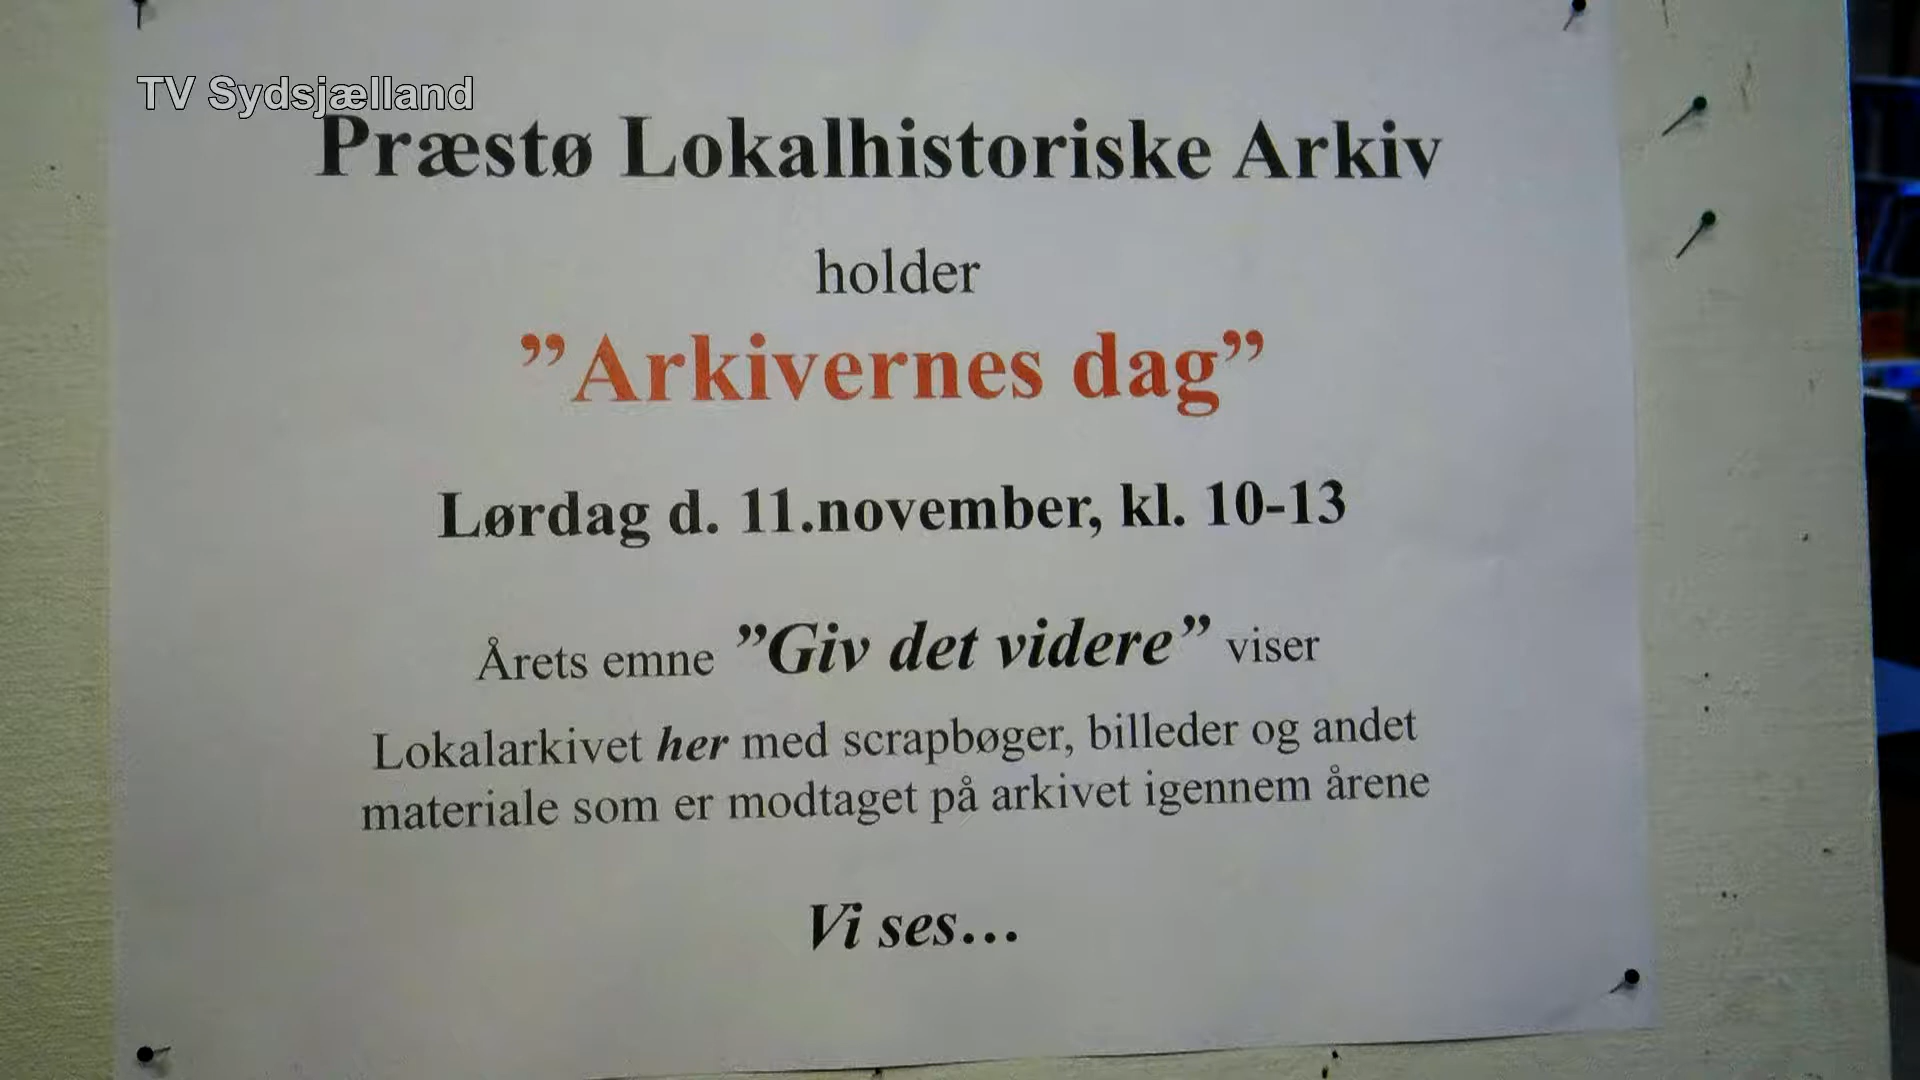 TV Sydsjælland
Præstø Lokalhistoriske Arkiv
holder
”Arkivernes dag”
Lørdag d. 11.november, kl. 10-13
Årets emne ”Giv det videre” viser
Lokalarkivet her med scrapbøger, billeder og andet
materiale som er modtaget på arkivet igennem årene
Vi ses...